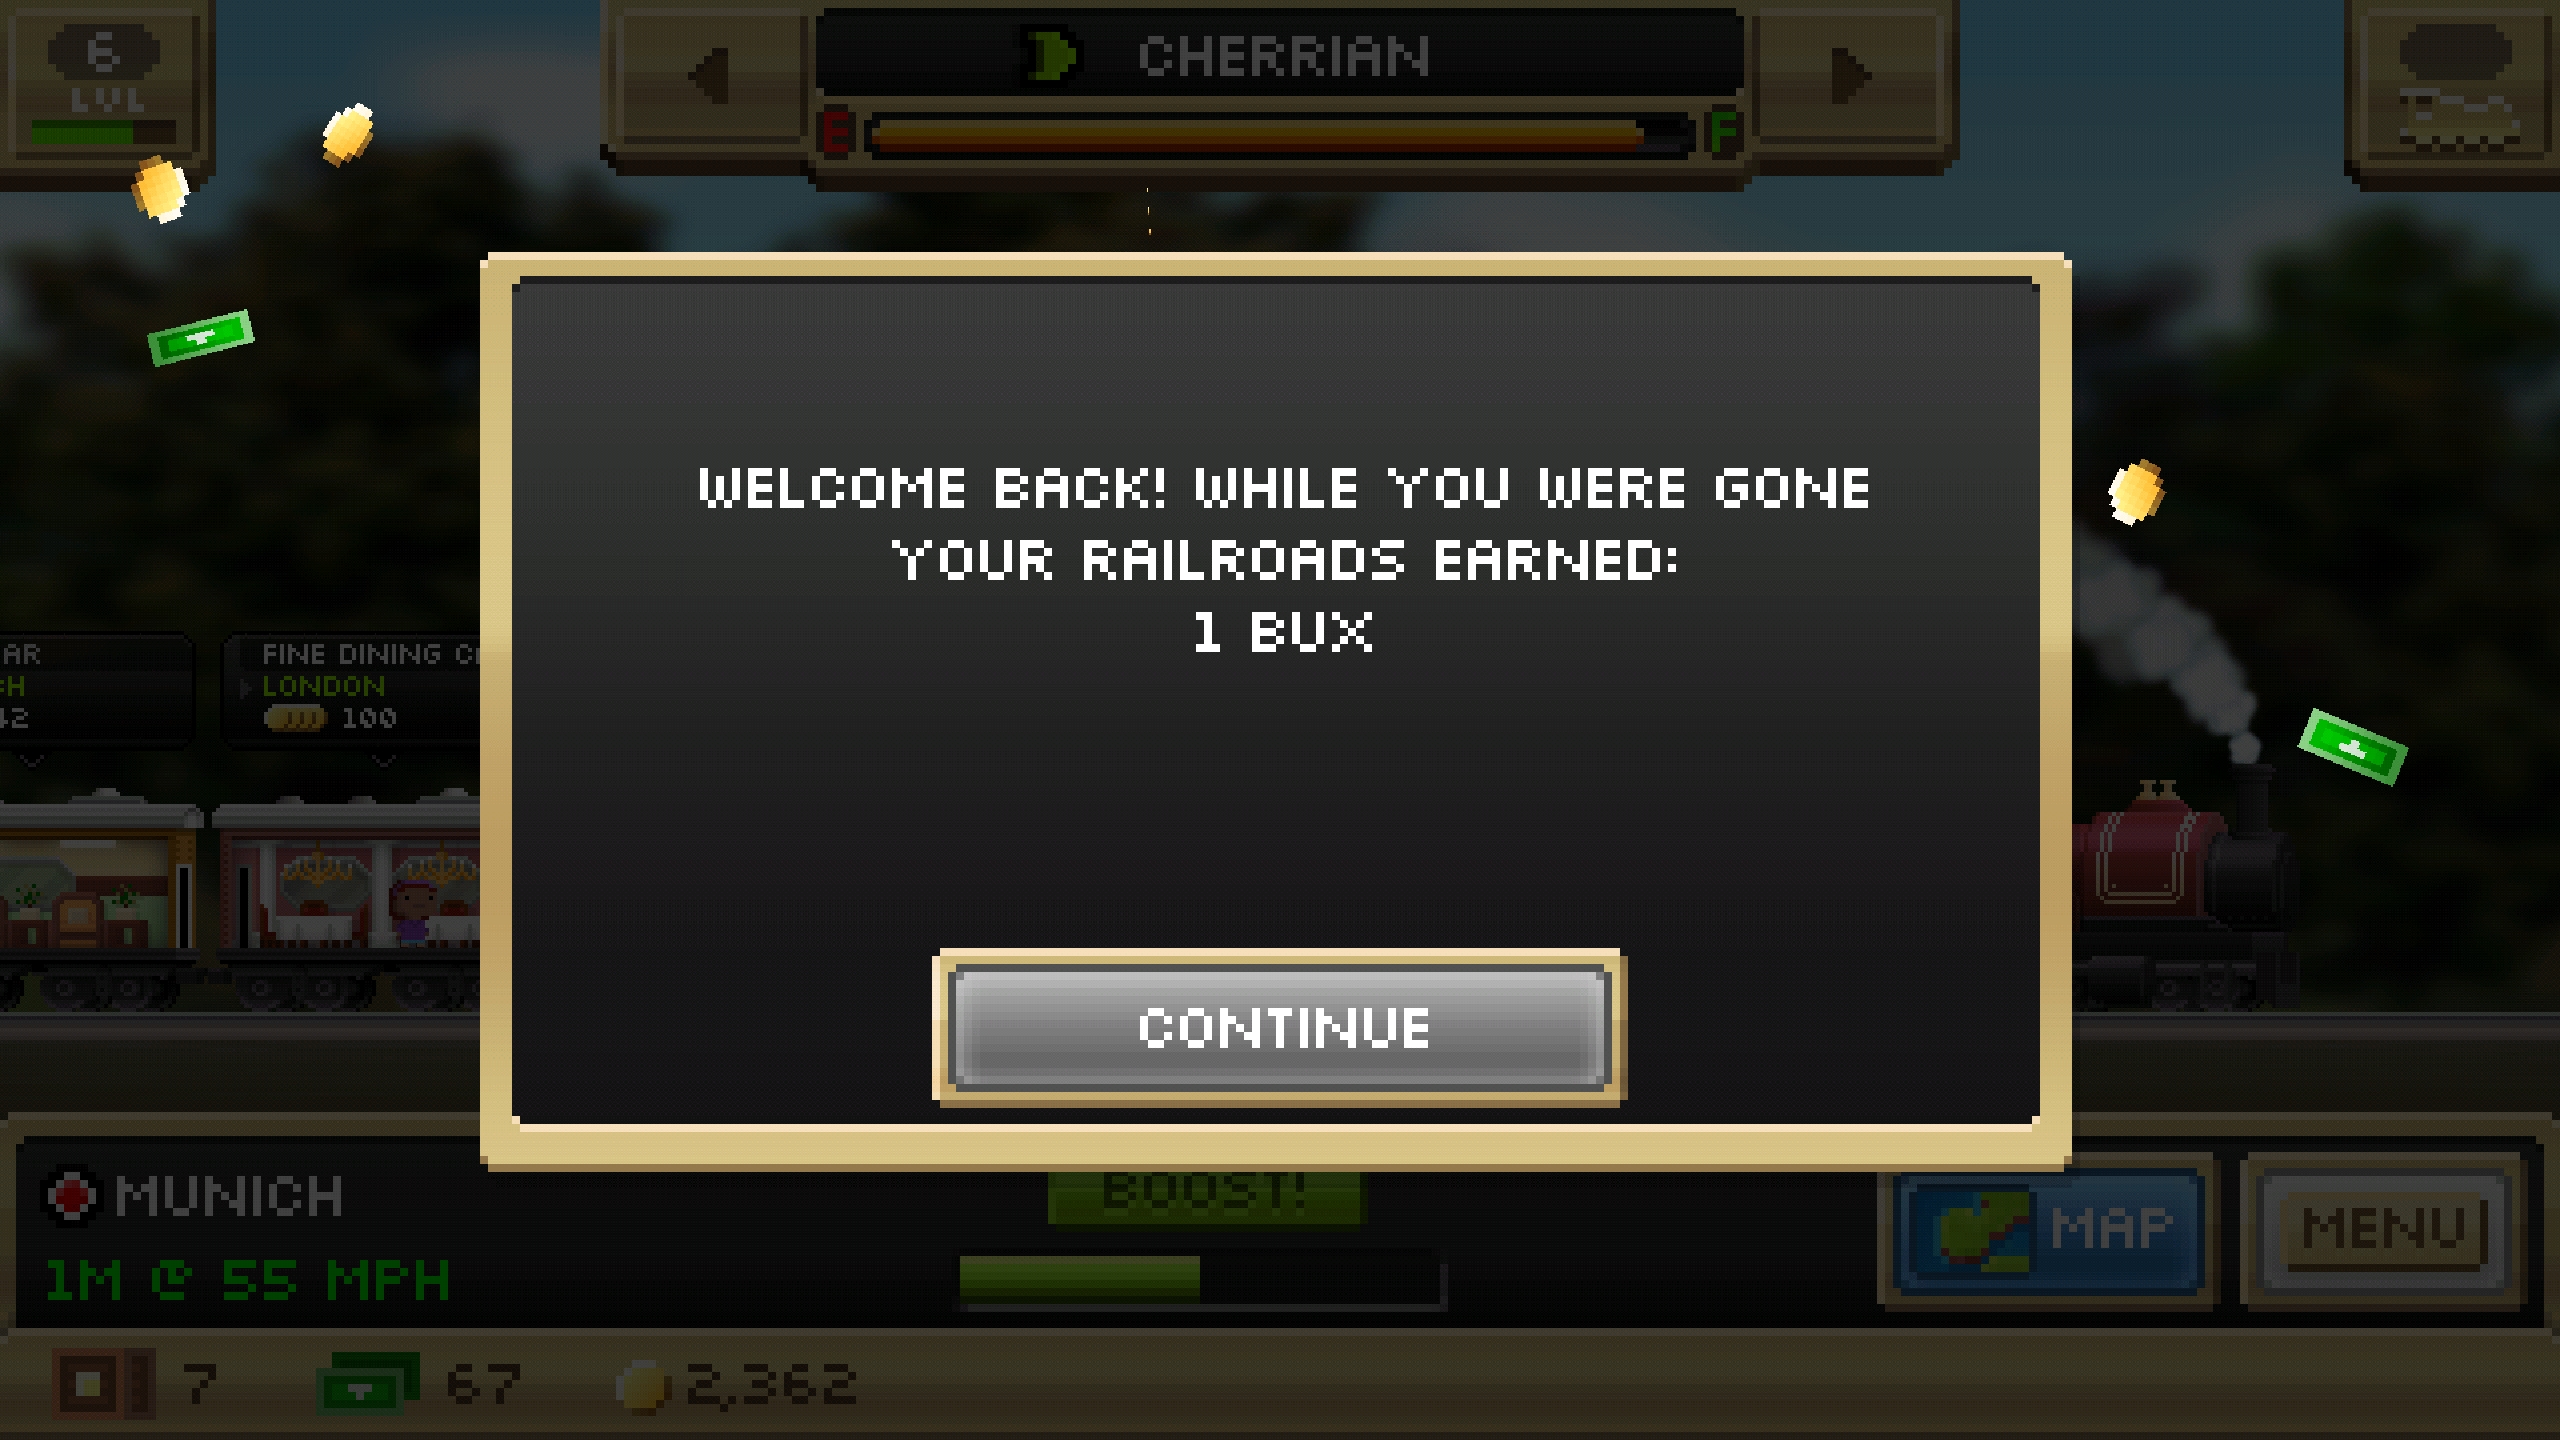 6
LVL
CHERRIAN
E
F
WELCOME BACK! WHILE YOU WERE GONE
YOUR RAILROADS EARNED:
1 BUX
FINE DINING
LONDON
100
CONTINUE
MUNICH
1M @ 55 MPH
BOOST!
MAP
MENU
7
67
2,362